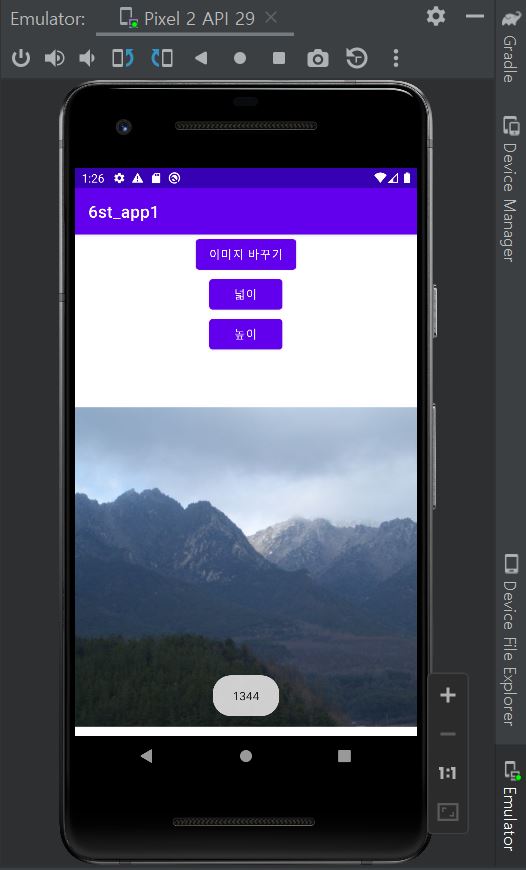 Emulator: Pixel 2 API 29
1:26
6st_app1
이미지 바꾸기
넓이
높이
1344
1:1
Gradle
Device Manager
Device File Explorer
Emulator